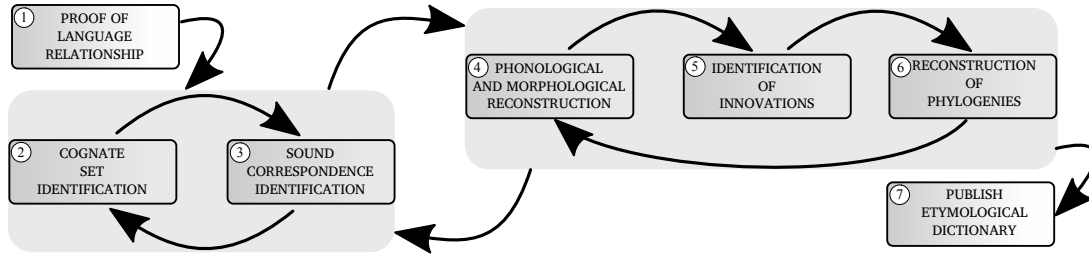 1
PROOF OF
LANGUAGE
RELATIONSHIP
2
COGNATE
SET
IDENTIFICATION
3
SOUND
CORRESPONDENCE
IDENTIFICATION
4
PHONOLOGICAL
AND MORPHOLOGICAL
RECONSTRUCTION
5
IDENTIFICATION
OF
INNOVATIONS
6
RECONSTRUCTION
OF
PHYLOGENIES
7
PUBLISH
ETYMOLOGICAL
DICTIONARY